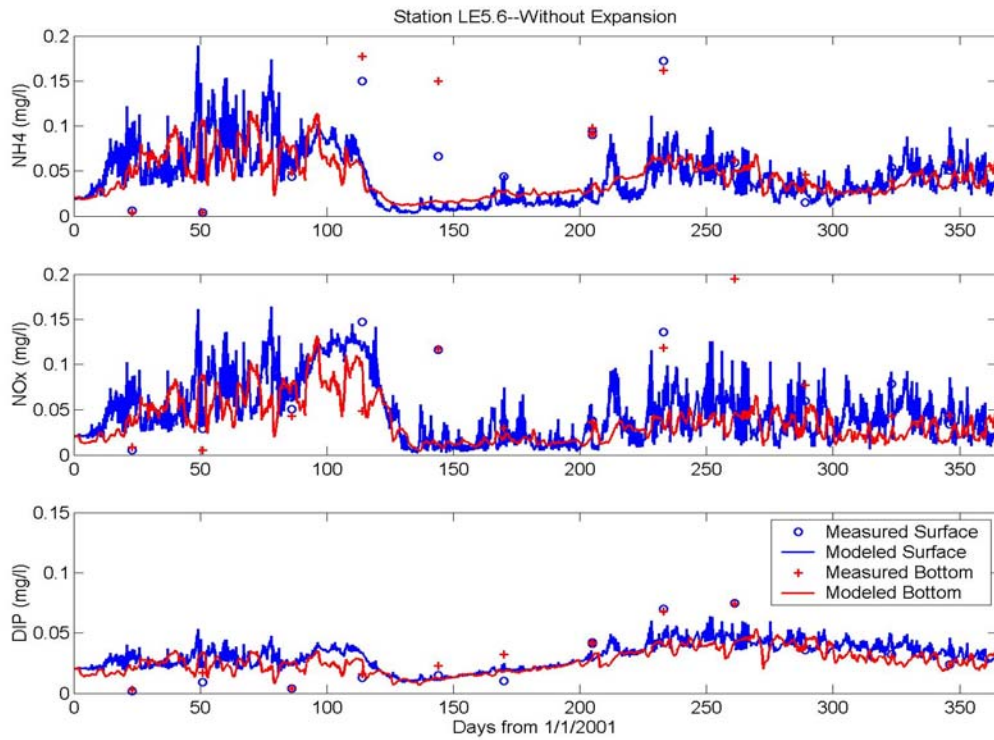 Station LE5.6--Without Expansion
NH4 (mg/l)
0.2
0.15
0.1
0.05
0
0 50 100 150 200 250 300 350
NOx (mg/l)
0.2
0.15
0.1
0.05
0
0 50 100 150 200 250 300 350
DIP (mg/l)
0.15
0.1
0.05
0
Measured Surface
Modeled Surface
Measured Bottom
Modeled Bottom
0 50 100 150 200 250 300 350
Days from 1/1/2001